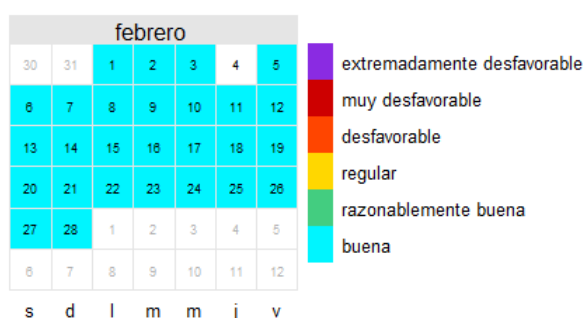 febrero
30 31 1 2 3 4 5
6 7 8 9 10 11 12
13 14 15 16 17 18 19
20 21 22 23 24 25 26
27 28 1 2 3 4 5
6 7 8 9 10 11 12
s d l m m j v
extremadamente desfavorable
muy desfavorable
desfavorable
regular
razonablemente buena
buena